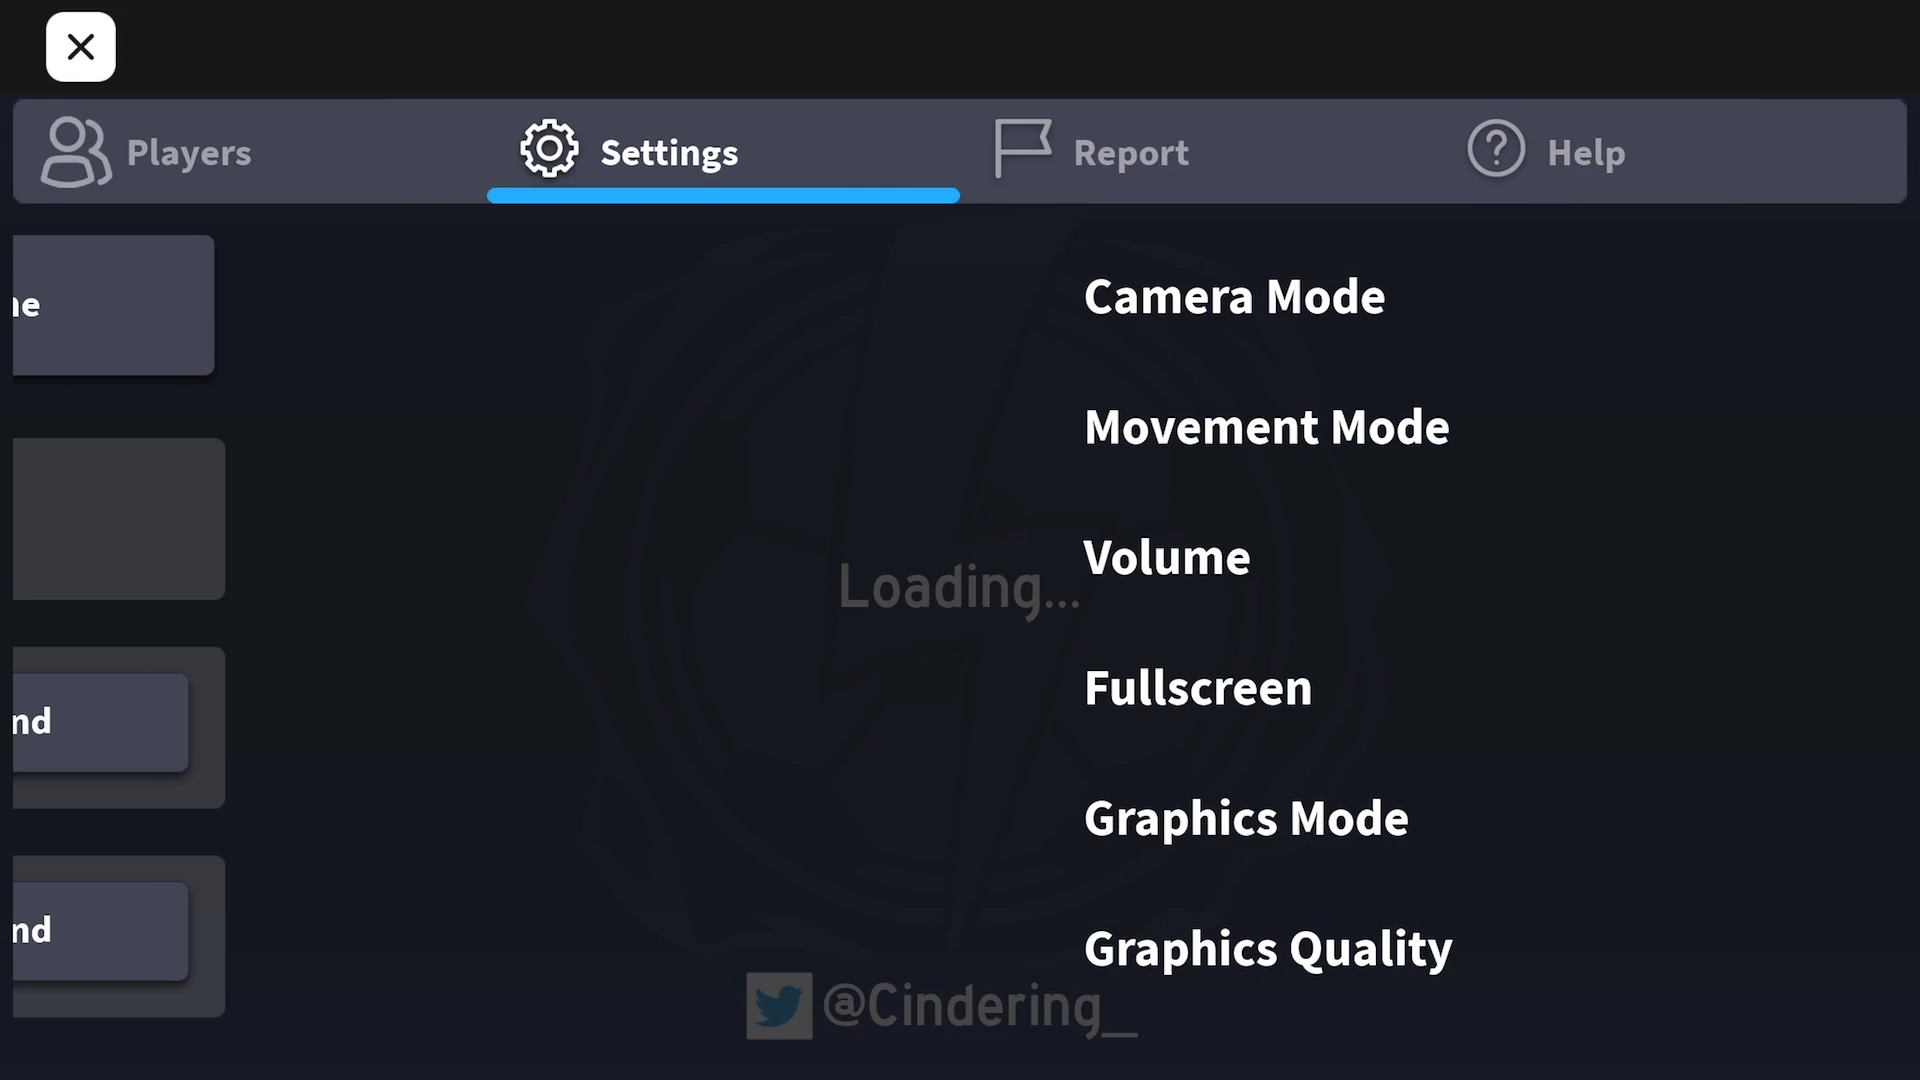 Players
Settings
Report
Help
Camera Mode
Movement Mode
Volume
Loading...
Fullscreen
Graphics Mode
Graphics Quality
@Cindering_